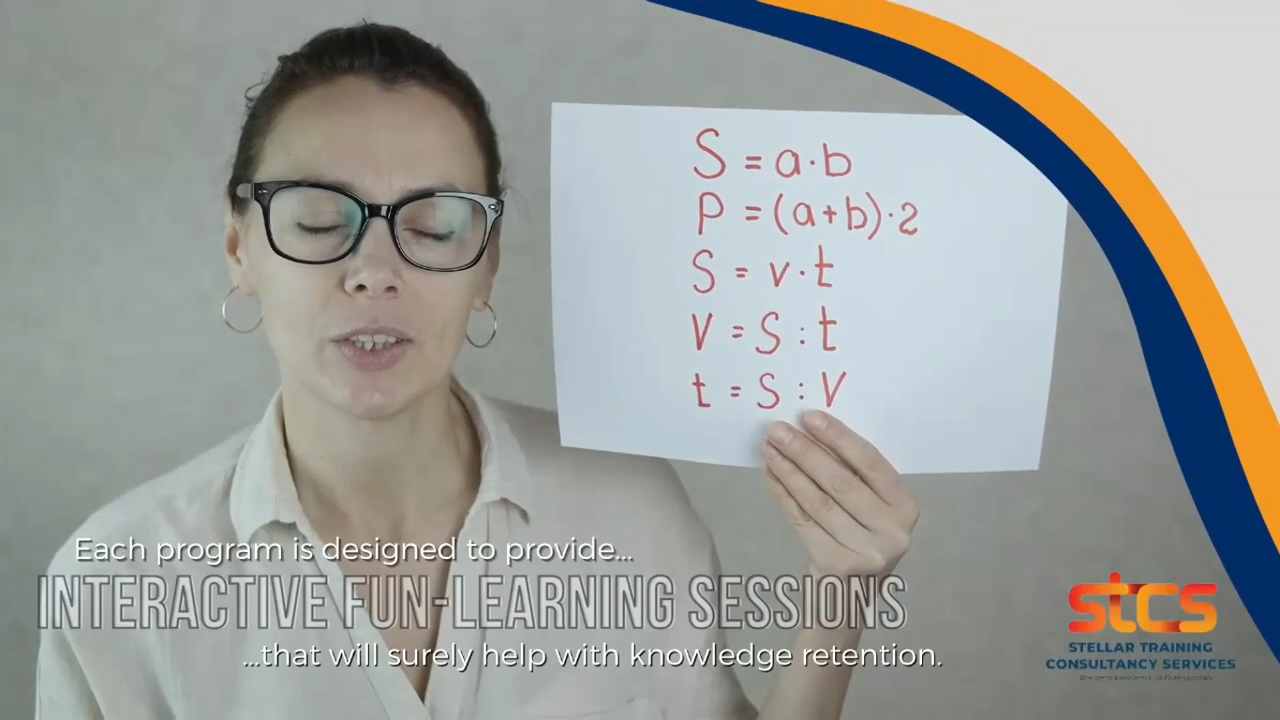 S = a·b
P = (a+b)·2
S = v·t
V = S:t
t = S:V
Each program is designed to provide...
INTERACTIVE FUN-LEARNING SESSIONS
...that will surely help with knowledge retention.
stcs
STELLAR TRAINING
CONSULTANCY SERVICES